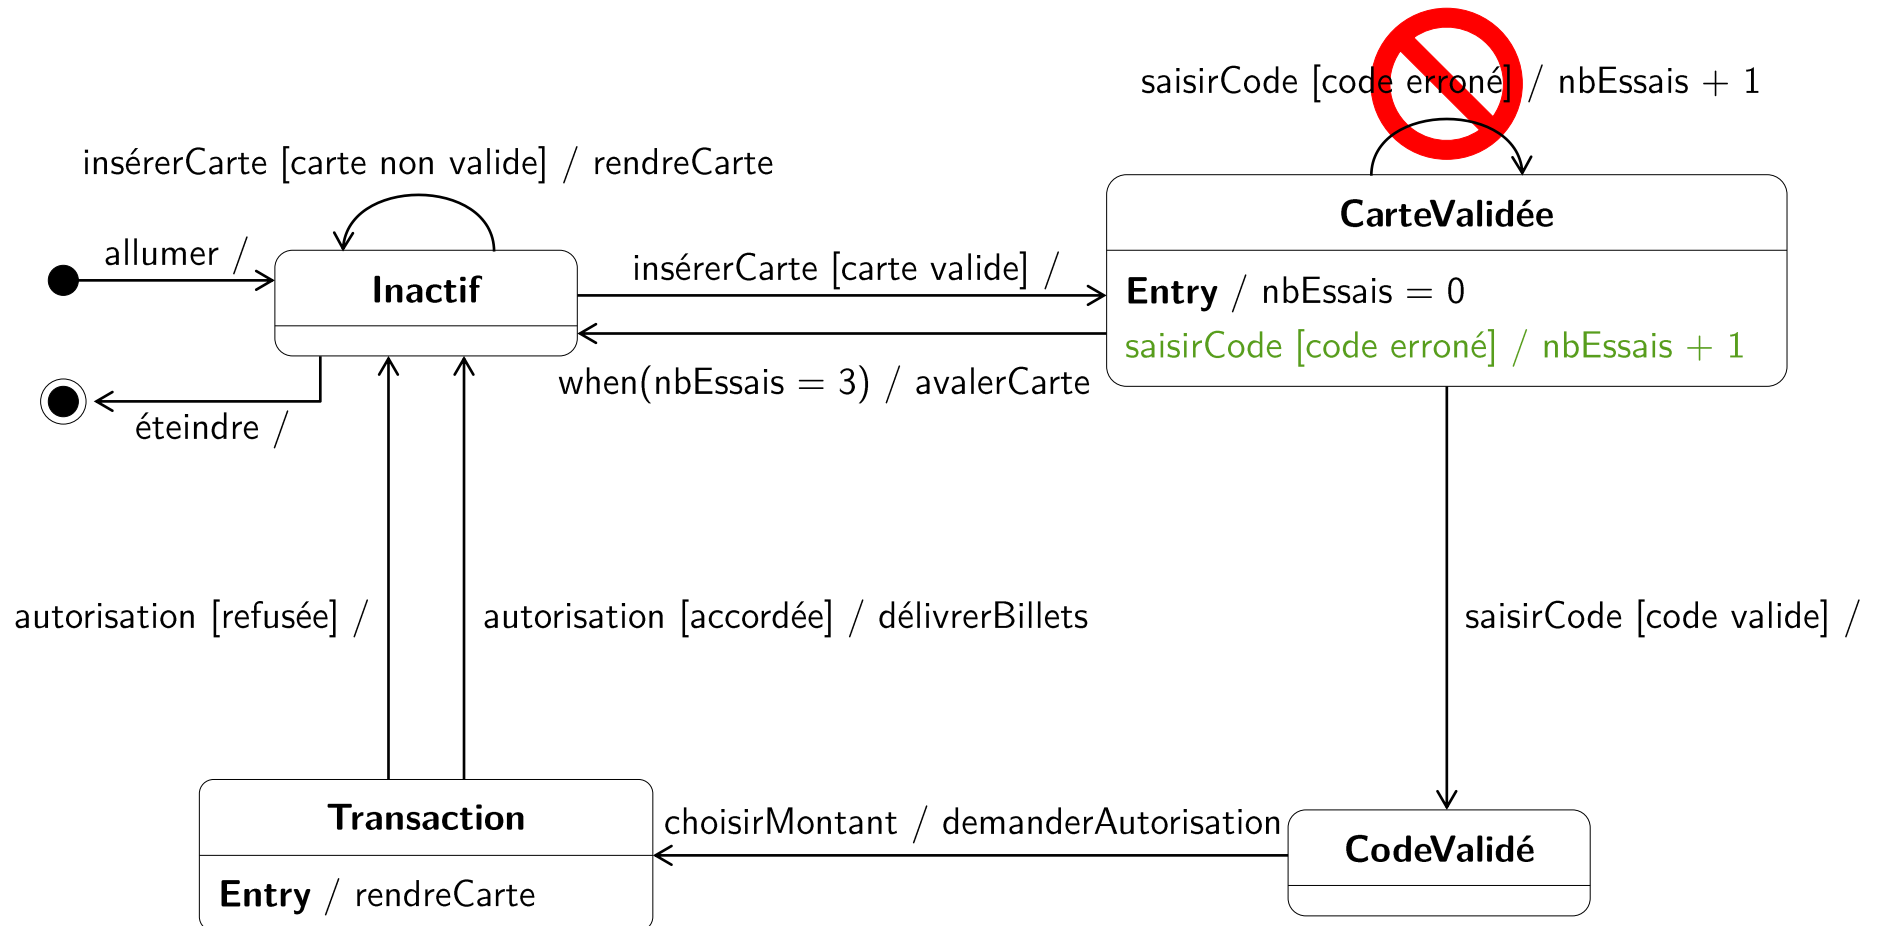 saisirCode [code erroné] / nbEssais + 1
insérerCarte [carte non valide] / rendreCarte
CarteValidée
allumer /
insérerCarte [carte valide] /
Inactif
Entry / nbEssais = 0
saisirCode [code erroné] / nbEssais + 1
when(nbEssais = 3) / avalerCarte
éteindre /
autorisation [refusée] /
autorisation [accordée] / délivrerBillets
saisirCode [code valide] /
Transaction
choisirMontant / demanderAutorisation
CodeValidé
Entry / rendreCarte